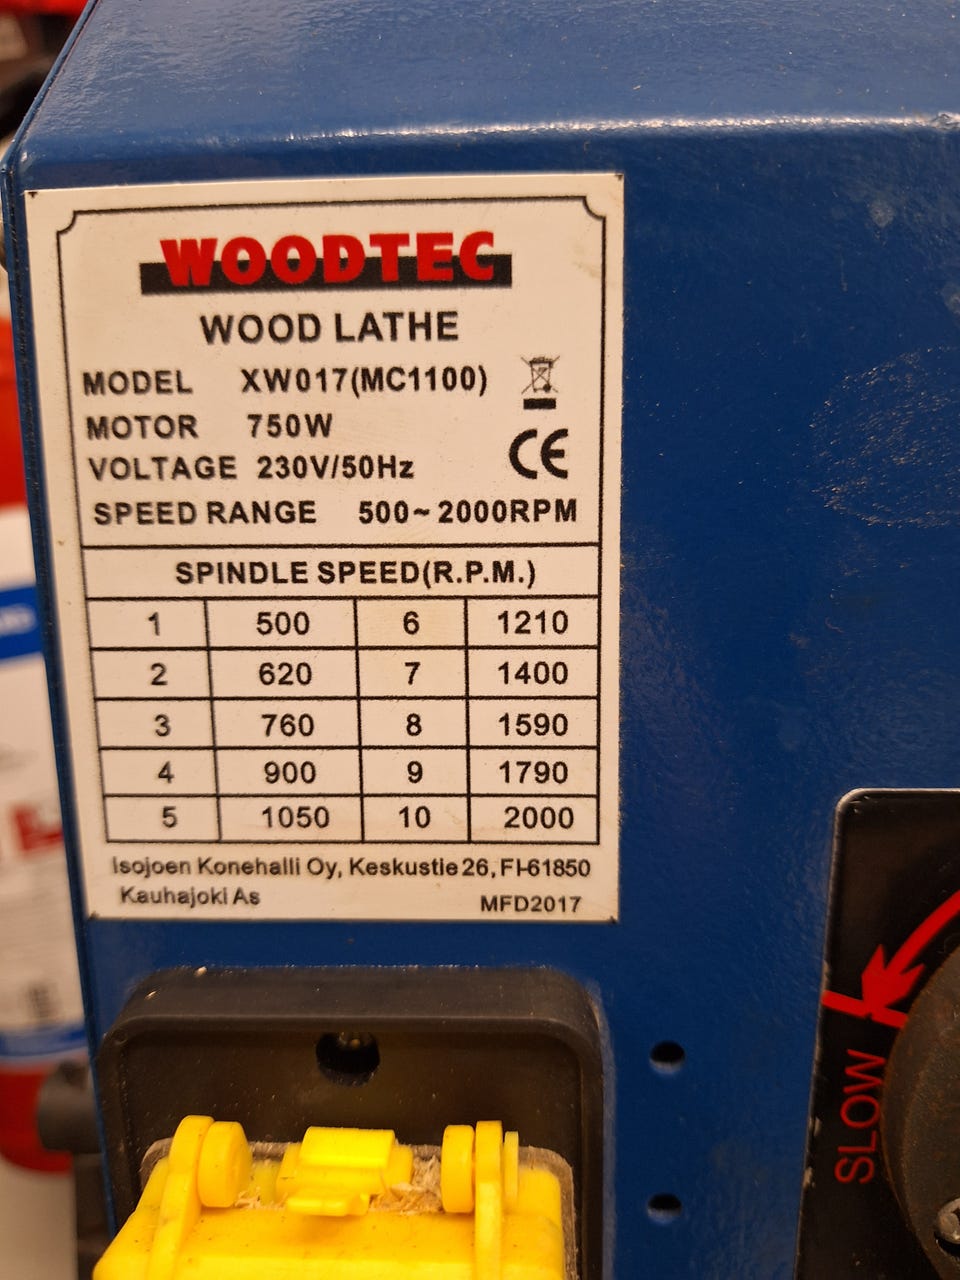 WOODTEC
WOOD LATHE
MODEL XW017(MC1100)
MOTOR 750W
VOLTAGE 230V/50Hz
CE
SPEED RANGE 500~2000RPM
SPINDLE SPEED(R.P.M.)
1 500 6 1210
2 620 7 1400
3 760 8 1590
4 900 9 1790
5 1050 10 2000
Isojoen Konehalli Oy, Keskustie 26, FI-61850
Kauhajoki As MFD2017
SLOW